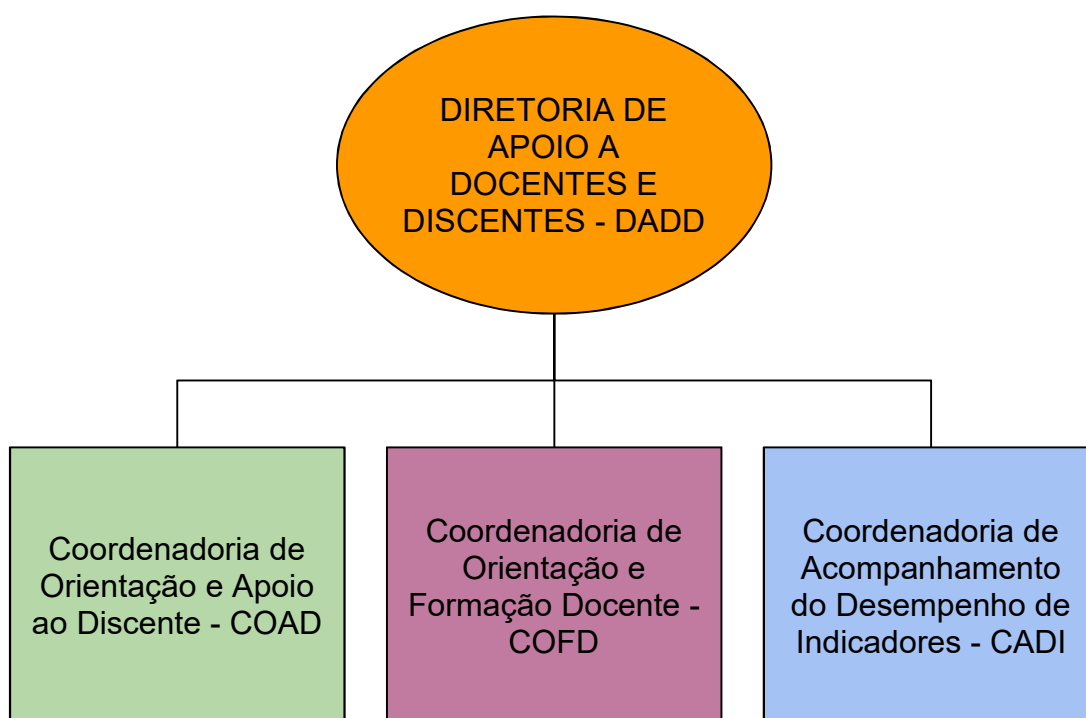 DIRETORIA DE
APOIO A
DOCENTES E
DISCENTES - DADD
Coordenadoria de
Orientação e Apoio
ao Discente - COAD
Coordenadoria de
Orientação e
Formação Docente -
COFD
Coordenadoria de
Acompanhamento
do Desempenho de
Indicadores - CADI